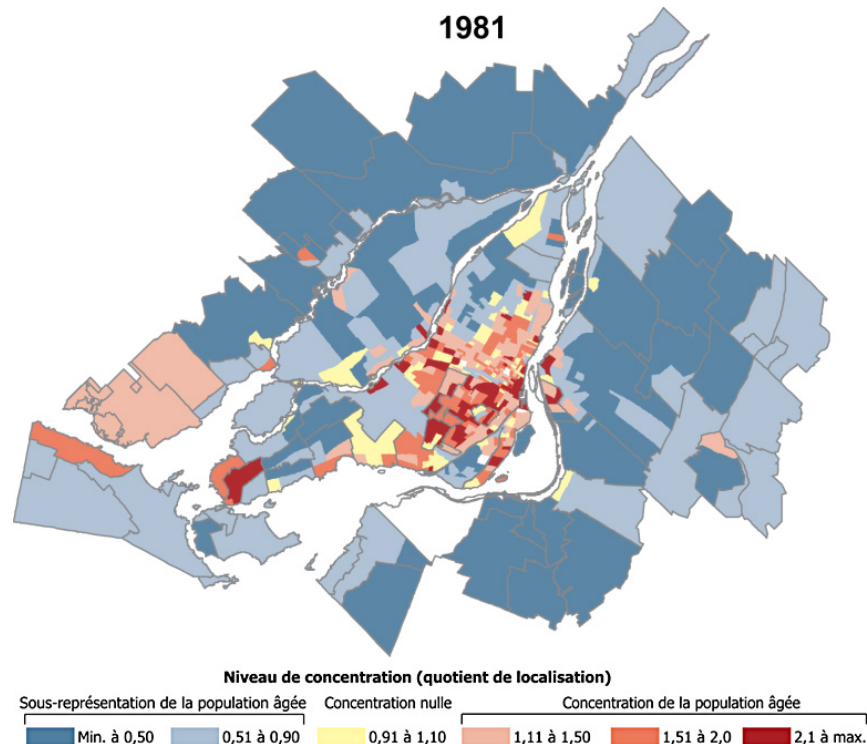 1981
Niveau de concentration (quotient de localisation)
Sous-représentation de la population âgée Concentration nulle Concentration de la population âgée
Min. à 0,50 0,51 à 0,90 0,91 à 1,10 1,11 à 1,50 1,51 à 2,0 2,1 à max.